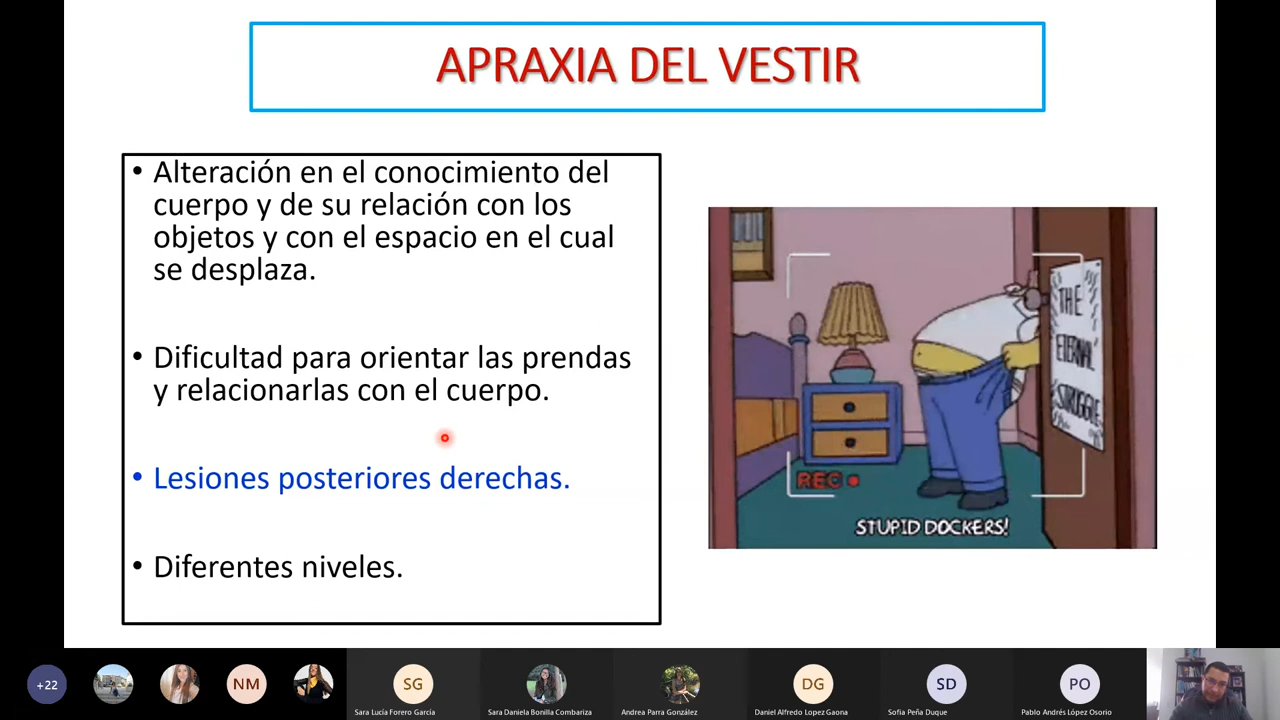 APRAXIA DEL VESTIR
• Alteración en el conocimiento del
cuerpo y de su relación con los
objetos y con el espacio en el cual
se desplaza.
• Dificultad para orientar las prendas
y relacionarlas con el cuerpo.
• Lesiones posteriores derechas.
• Diferentes niveles.
THE
ETERNAL
STRUGGLE
REC
STUPID DOCKERS!
+22
NM
SG
DG
SD
PO
Sara Lucía Forero García
Sara Daniela Bonilla Combariza
Andrea Parra González
Daniel Alfredo Lopez Gaona
Sofia Peña Duque
Pablo Andrés López Osorio